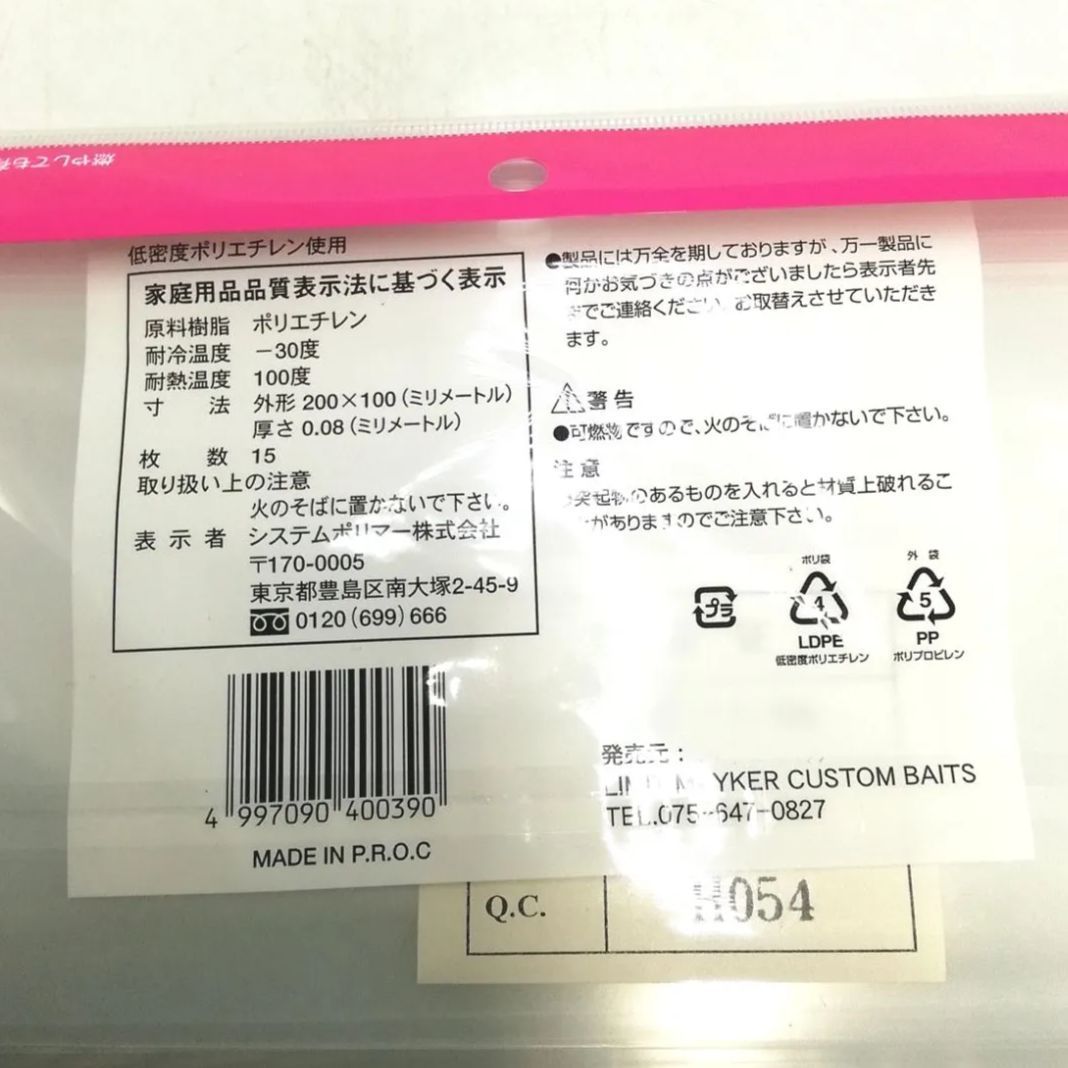 燃やしても
低密度ポリエチレン使用
家庭用品品質表示法に基づく表示
原料樹脂 ポリエチレン
耐冷温度 −30度
耐熱温度 100度
寸 法 外形 200×100（ミリメートル）
厚さ 0.08（ミリメートル）
枚 数 15
取り扱い上の注意
火のそばに置かないで下さい。
表 示 者 システムポリマー株式会社
〒170-0005
東京都豊島区南大塚2-45-9
0120（699）666
4 997090 400390
MADE IN P.R.O.C
●製品には万全を期しておりますが、万一製品に
何かお気づきの点がございましたら表示者先
までご連絡ください。お取替えさせていただき
ます。
警告
●可燃物ですので、火のそばに置かないで下さい。
注意
●突起物のあるものを入れると材質上破れるこ
とがありますのでご注意下さい。
プラ
ポリ袋
4
LDPE
低密度ポリエチレン
外 袋
5
PP
ポリプロピレン
発売元：
CUSTOM BAITS
TEL.075-647-0827
Q.C.
054